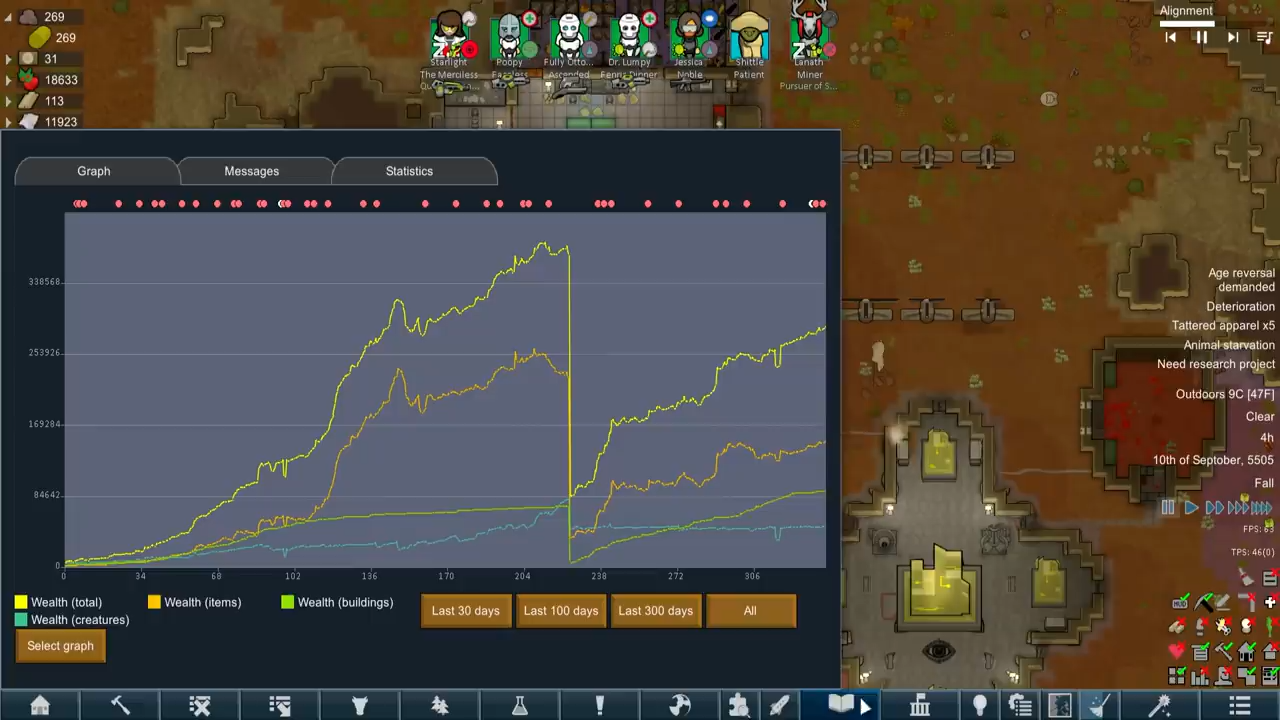 269
269
31
18633
113
11923
Starlight
The Merciless
Poopy
Faceless
Fully Otto...
Ascended
Dr. Lumpy
Jessica
Noble
Shittle
Patient
Lanath
Miner
Pursuer of S...
Alignment
Graph
Messages
Statistics
338568
253926
169284
84642
0
0
34
68
102
136
170
204
238
272
306
Wealth (total)
Wealth (items)
Wealth (buildings)
Wealth (creatures)
Last 30 days
Last 100 days
Last 300 days
All
Select graph
Age reversal
demanded
Deterioration
Tattered apparel x5
Animal starvation
Need research project
Outdoors 9C [47F]
Clear
4h
10th of Septober, 5505
Fall
FPS: 63
TPS: 46(0)